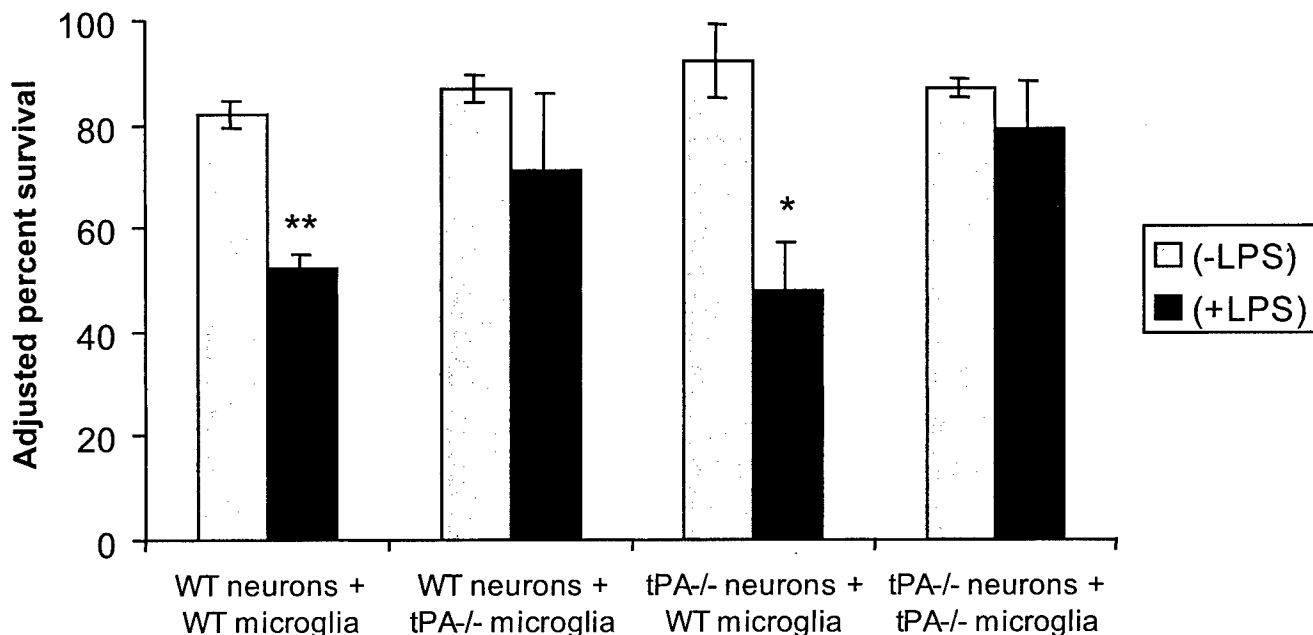 Adjusted percent survival
100
80
60
40
20
0
**
*
(-LPS)
(+LPS)
WT neurons +
WT microglia
WT neurons +
tPA-/- microglia
tPA-/- neurons +
WT microglia
tPA-/- neurons +
tPA-/- microglia